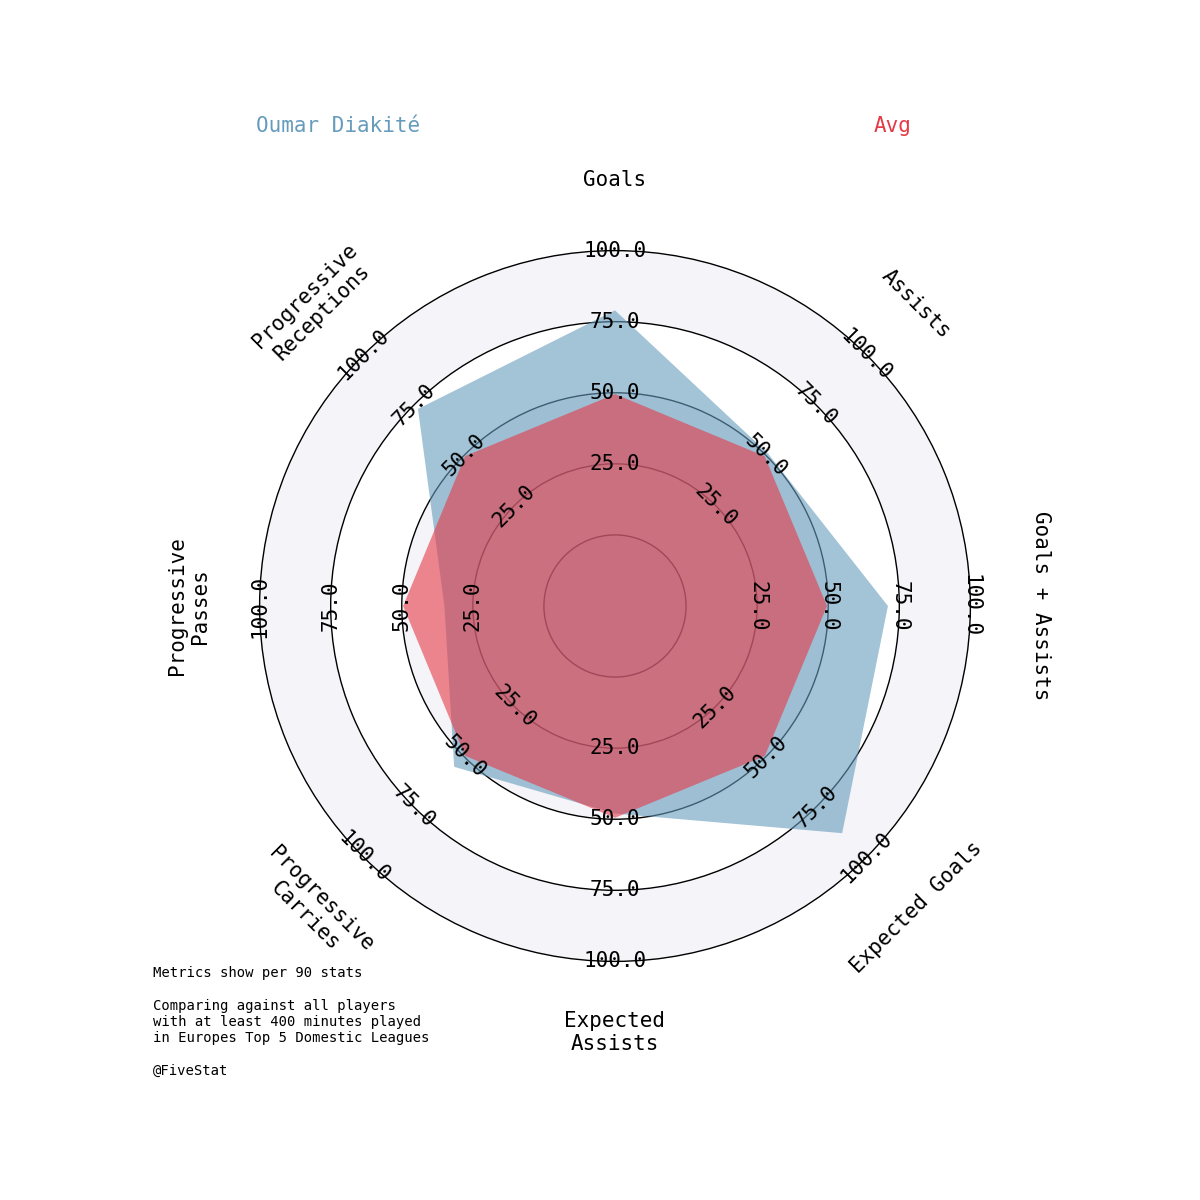 Oumar Diakité
Avg
Goals
Progressive
Receptions
Assists
100.0
75.0
50.0
25.0
100.0
75.0
50.0
25.0
100.0
75.0
50.0
25.0
Progressive
Passes
100.0
75.0
50.0
25.0
25.0
50.0
75.0
100.0
Goals + Assists
25.0
50.0
75.0
100.0
25.0
50.0
75.0
100.0
25.0
50.0
75.0
100.0
Progressive
Carries
Expected Goals
Expected
Assists
Metrics show per 90 stats
Comparing against all players
with at least 400 minutes played
in Europes Top 5 Domestic Leagues
@FiveStat